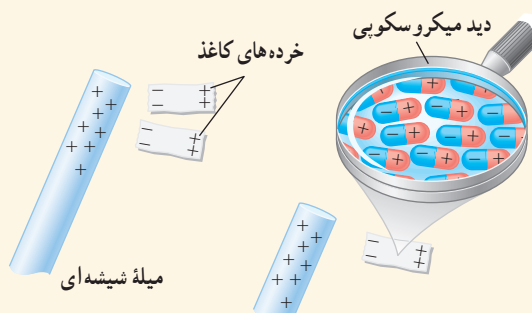 دید میکروسکوپی
خرده‌های کاغذ
میلهٔ شیشه‌ای